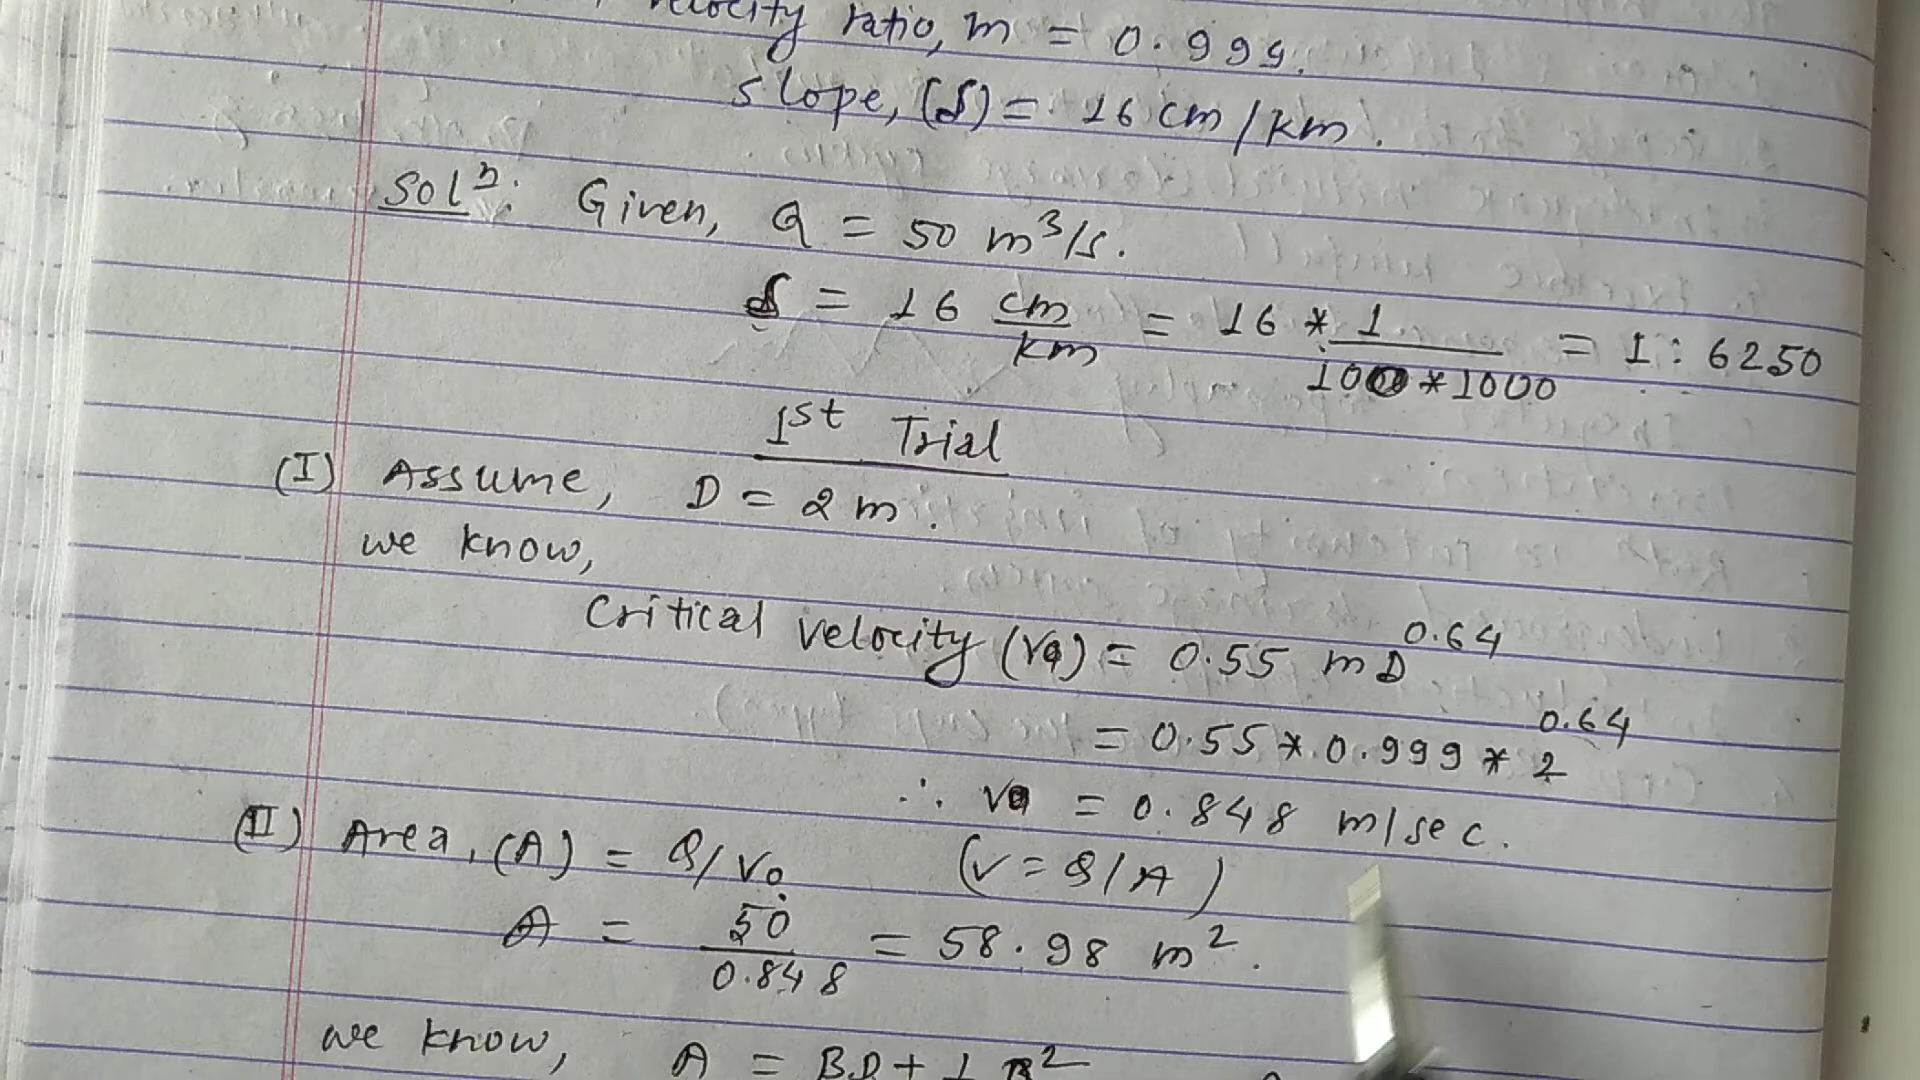 velocity ratio, m = 0.999.
slope, (S) = 16 cm/km.
Solⁿ: Given, Q = 50 m³/s.
S = 16 cm/km = 16 * 1/100*1000 = 1 : 6250
1st Trial
(I) Assume, D = 2 m.
we know,
Critical velocity (V0) = 0.55 m D^0.64
= 0.55 * 0.999 * 2^0.64
∴ V0 = 0.848 m/sec.
(II) Area, (A) = Q/V₀ (V = Q/A)
A = 50/0.848 = 58.98 m².
we know, A = BD +